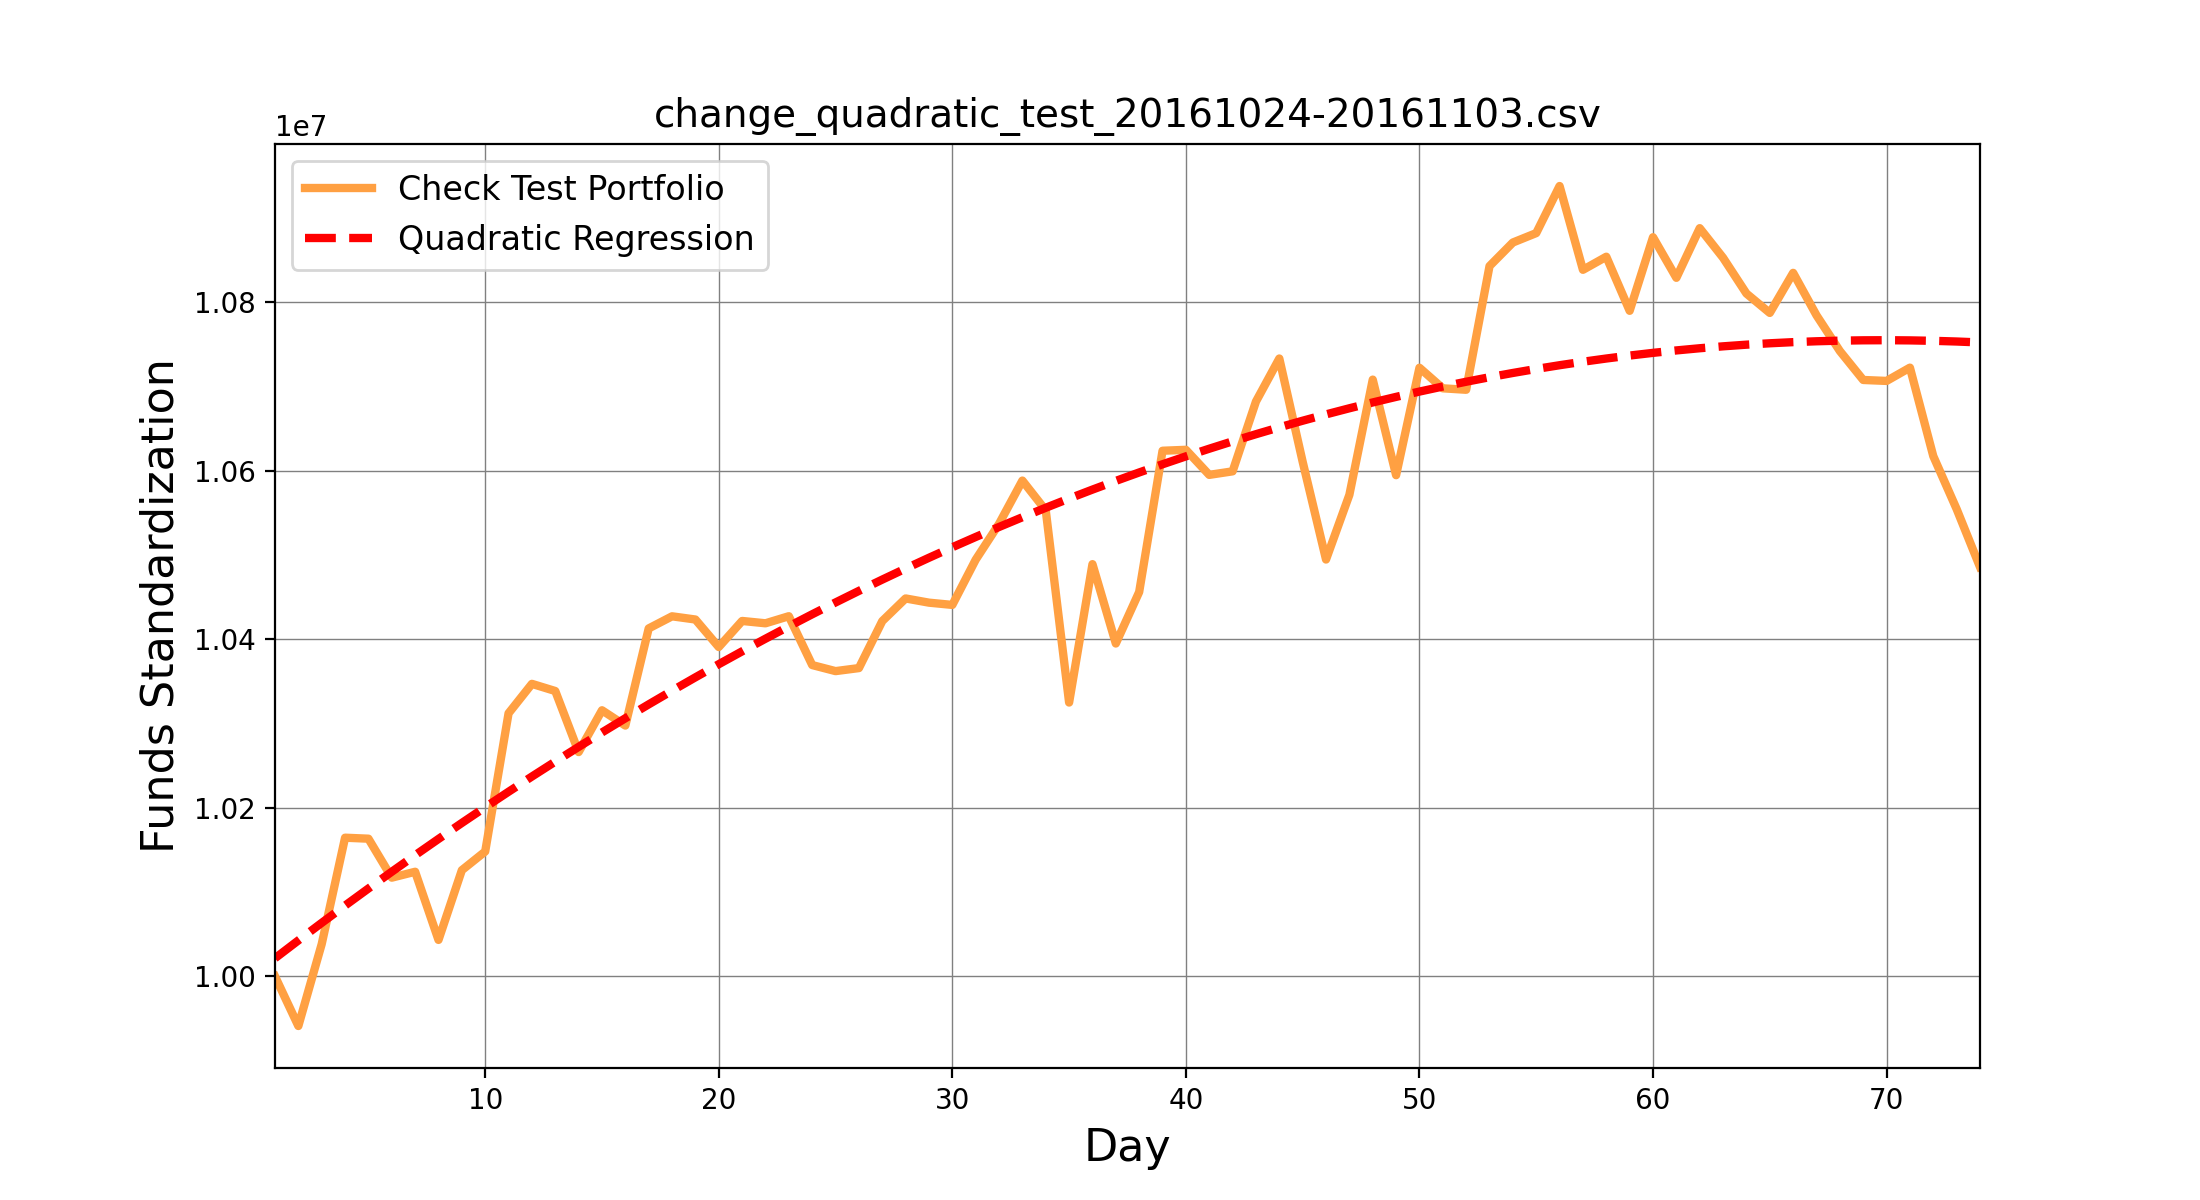 change_quadratic_test_20161024-20161103.csv
1e7
Check Test Portfolio
Quadratic Regression
Funds Standardization
1.08
1.06
1.04
1.02
1.00
10 20 30 40 50 60 70
Day